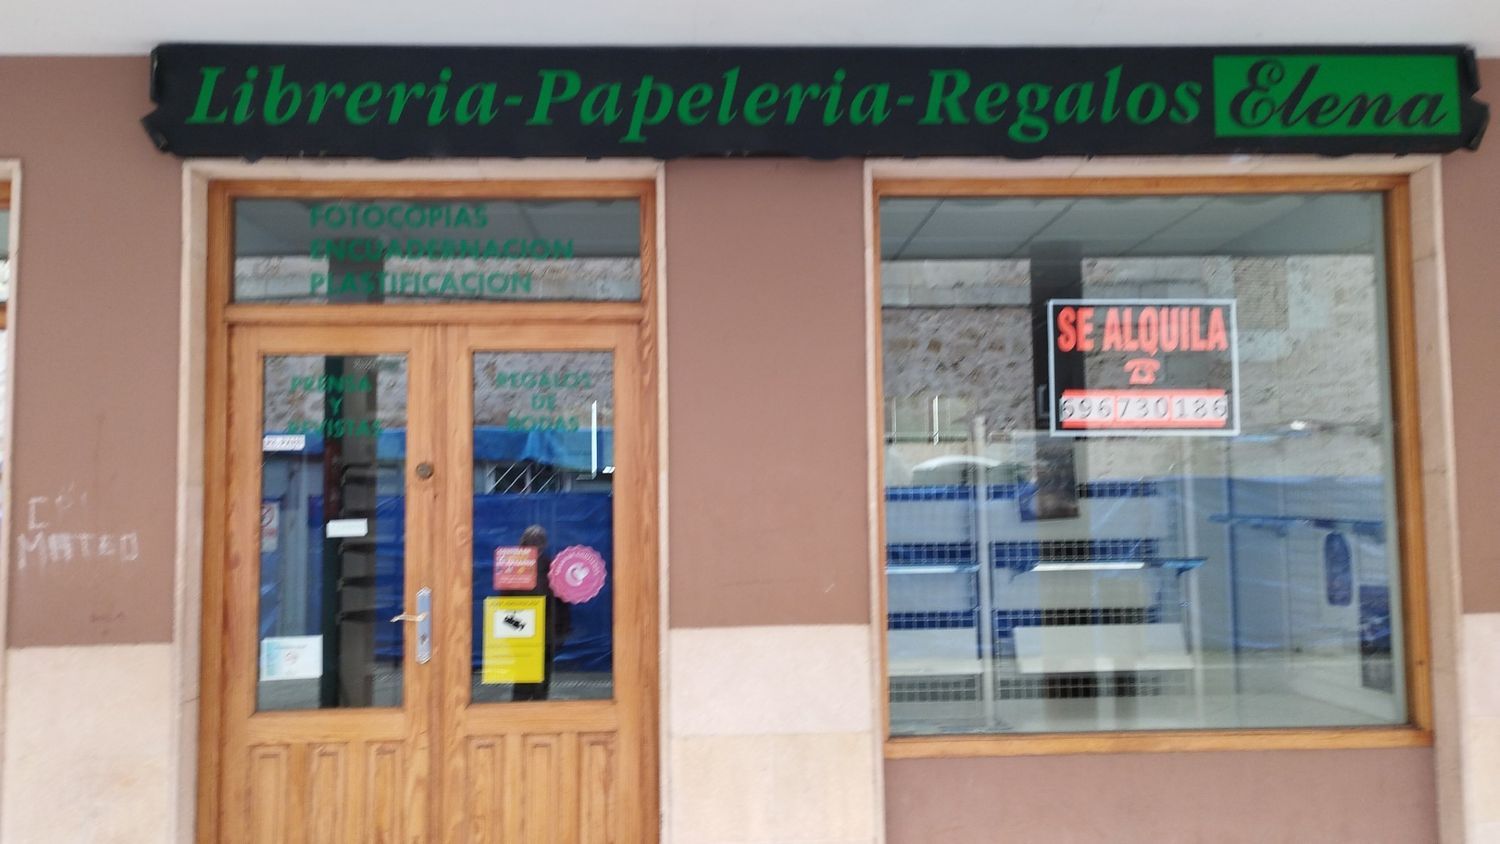 Libreria-Papeleria-Regalos Elena
FOTOCOPIAS
ENCUADERNACION
PLASTIFICACION
PRENSA
Y
REVISTAS
REGALOS
DE
BODAS
SE ALQUILA
696730186
MATEO